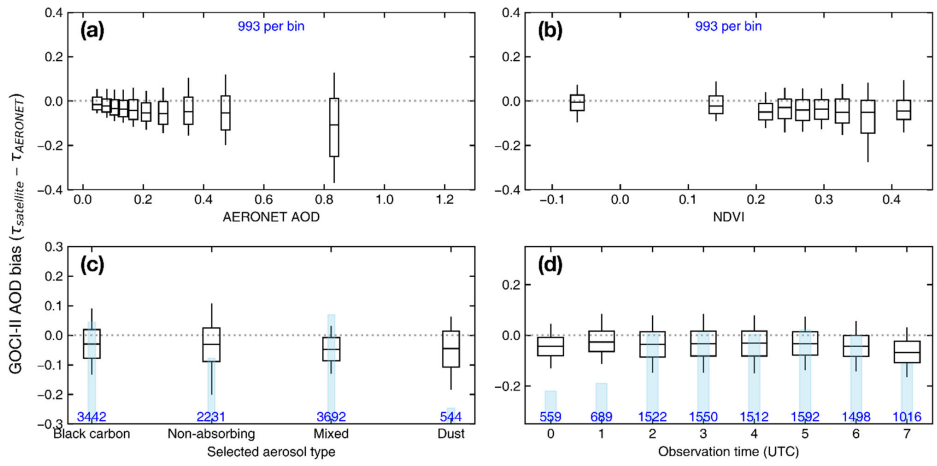 GOCI-II AOD bias (τsatellite − τAERONET)
(a)
993 per bin
0.4
0.2
0.0
−0.2
−0.4
0.0 0.2 0.4 0.6 0.8 1.0 1.2
AERONET AOD
(b)
993 per bin
0.4
0.2
0.0
−0.2
−0.4
−0.1 0.0 0.1 0.2 0.3 0.4
NDVI
(c)
0.3
0.2
0.1
0.0
−0.1
−0.2
−0.3
3442 2231 3692 544
Black carbon Non-absorbing Mixed Dust
Selected aerosol type
(d)
0.2
0.0
−0.2
559 689 1522 1550 1512 1592 1498 1016
0 1 2 3 4 5 6 7
Observation time (UTC)